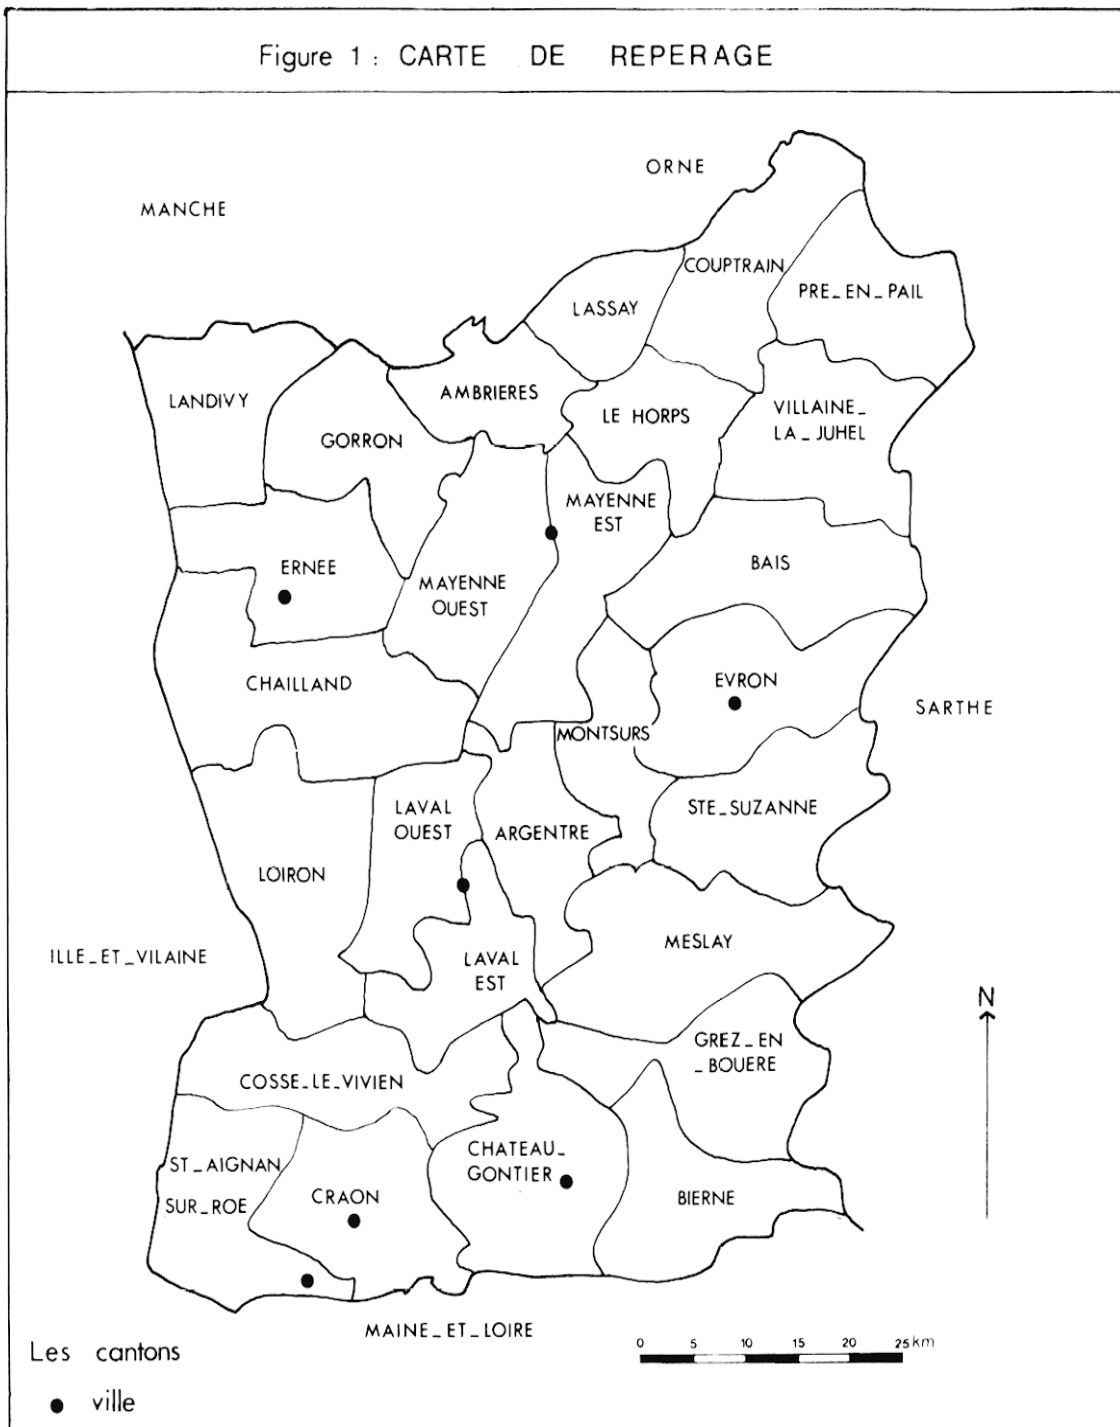 Figure 1 : CARTE DE REPERAGE
ORNE
MANCHE
COUPTRAIN
PRE_EN_PAIL
LASSAY
LANDIVY
AMBRIERES
GORRON
LE HORPS
VILLAINE_
LA_JUHEL
MAYENNE
EST
ERNEE
MAYENNE
OUEST
BAIS
CHAILLAND
EVRON
SARTHE
MONTSURS
LAVAL
OUEST
ARGENTRE
STE_SUZANNE
LOIRON
ILLE_ET_VILAINE
LAVAL
EST
MESLAY
N
GREZ_EN
_BOUERE
COSSE_LE_VIVIEN
ST_AIGNAN
SUR_ROE
CRAON
CHATEAU_
GONTIER
BIERNE
MAINE_ET_LOIRE
0 5 10 15 20 25 km
Les cantons
ville